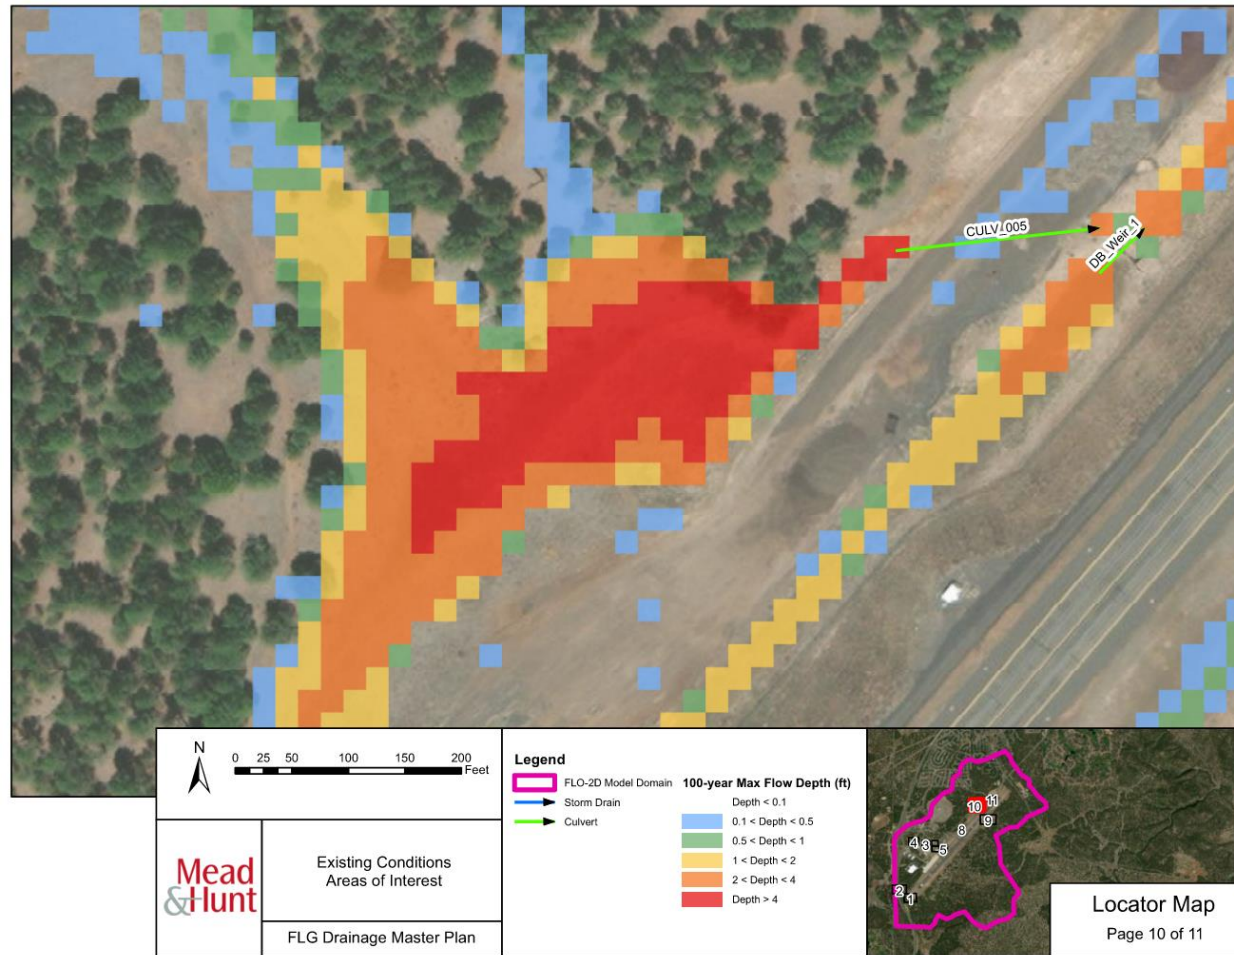 CULV_005
DB_Weir_1
N
0 25 50 100 150 200
Feet
Mead
&Hunt
Existing Conditions
Areas of Interest
FLG Drainage Master Plan
Legend
FLO-2D Model Domain
Storm Drain
Culvert
100-year Max Flow Depth (ft)
Depth < 0.1
0.1 < Depth < 0.5
0.5 < Depth < 1
1 < Depth < 2
2 < Depth < 4
Depth > 4
10 11
9
8
4 3 5
2
1
Locator Map
Page 10 of 11